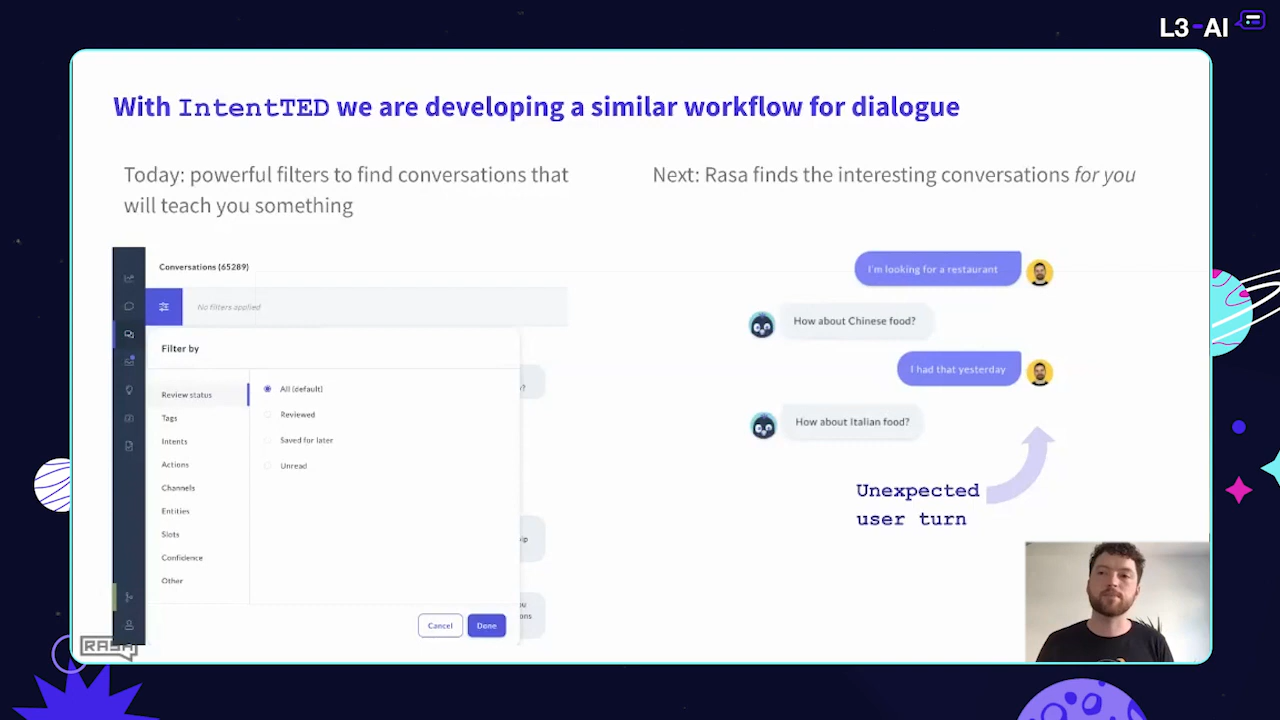 L3-AI
With IntentTED we are developing a similar workflow for dialogue
Today: powerful filters to find conversations that
will teach you something
Next: Rasa finds the interesting conversations for you
Conversations (65289)
No filters applied
Filter by
Review status
Tags
Intents
Actions
Channels
Entities
Slots
Confidence
Other
All (default)
Reviewed
Saved for later
Unread
Cancel
Done
I'm looking for a restaurant
How about Chinese food?
I had that yesterday
How about Italian food?
Unexpected
user turn
RASA